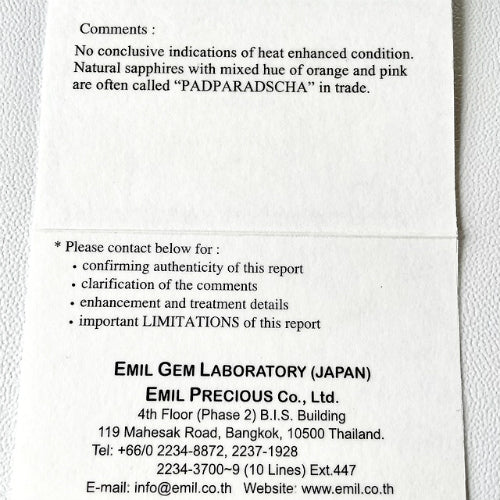 Comments :
No conclusive indications of heat enhanced condition.
Natural sapphires with mixed hue of orange and pink
are often called “PADPARADSCHA” in trade.
* Please contact below for :
• confirming authenticity of this report
• clarification of the comments
• enhancement and treatment details
• important LIMITATIONS of this report
EMIL GEM LABORATORY (JAPAN)
EMIL PRECIOUS Co., Ltd.
4th Floor (Phase 2) B.I.S. Building
119 Mahesak Road, Bangkok, 10500 Thailand.
Tel: +66/0 2234-8872, 2237-1928
2234-3700~9 (10 Lines) Ext.447
E-mail: info@emil.co.th Website: www.emil.co.th